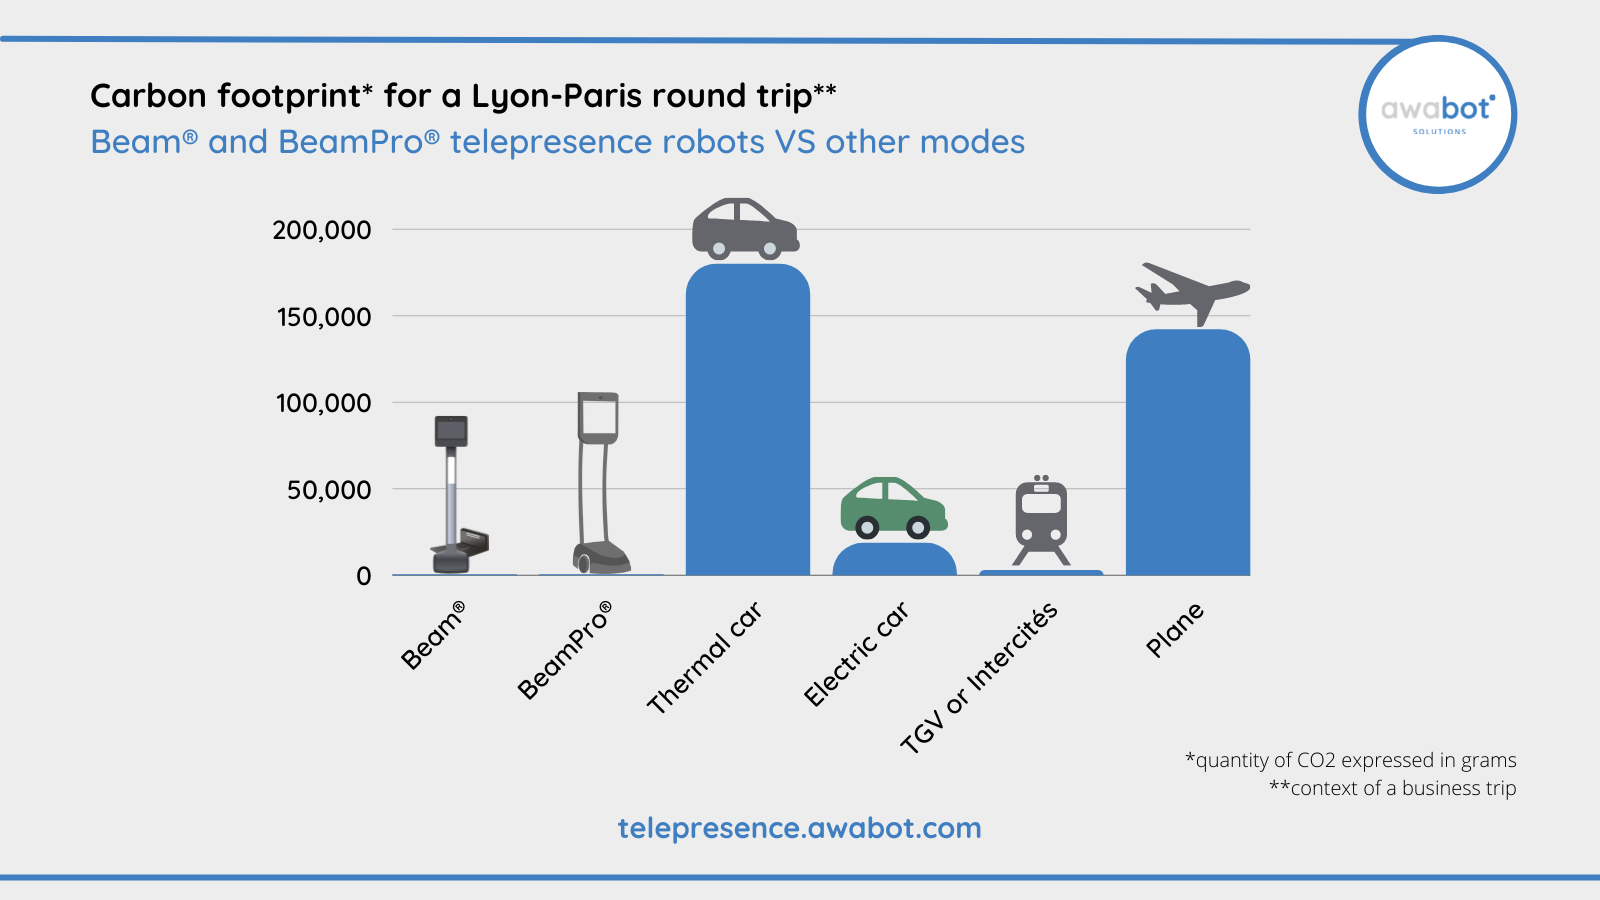 Carbon footprint* for a Lyon-Paris round trip**
Beam® and BeamPro® telepresence robots VS other modes
awabot
SOLUTIONS
200,000
150,000
100,000
50,000
0
Beam®
BeamPro®
Thermal car
Electric car
TGV or Intercités
Plane
*quantity of CO2 expressed in grams
**context of a business trip
telepresence.awabot.com